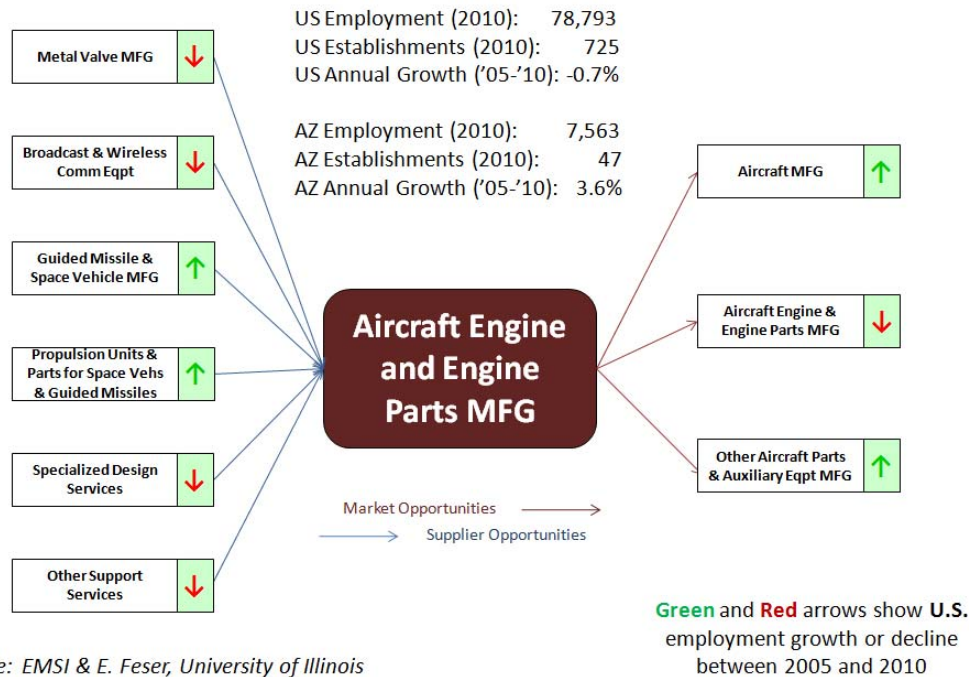 US Employment (2010): 78,793
US Establishments (2010): 725
US Annual Growth ('05-'10): -0.7%
AZ Employment (2010): 7,563
AZ Establishments (2010): 47
AZ Annual Growth ('05-'10): 3.6%
Metal Valve MFG
Broadcast & Wireless
Comm Eqpt
Guided Missile &
Space Vehicle MFG
Propulsion Units &
Parts for Space Vehs
& Guided Missiles
Specialized Design
Services
Other Support
Services
Aircraft Engine
and Engine
Parts MFG
Aircraft MFG
Aircraft Engine &
Engine Parts MFG
Other Aircraft Parts
& Auxiliary Eqpt MFG
Market Opportunities
Supplier Opportunities
Green and Red arrows show U.S.
employment growth or decline
between 2005 and 2010
e: EMSI & E. Feser, University of Illinois